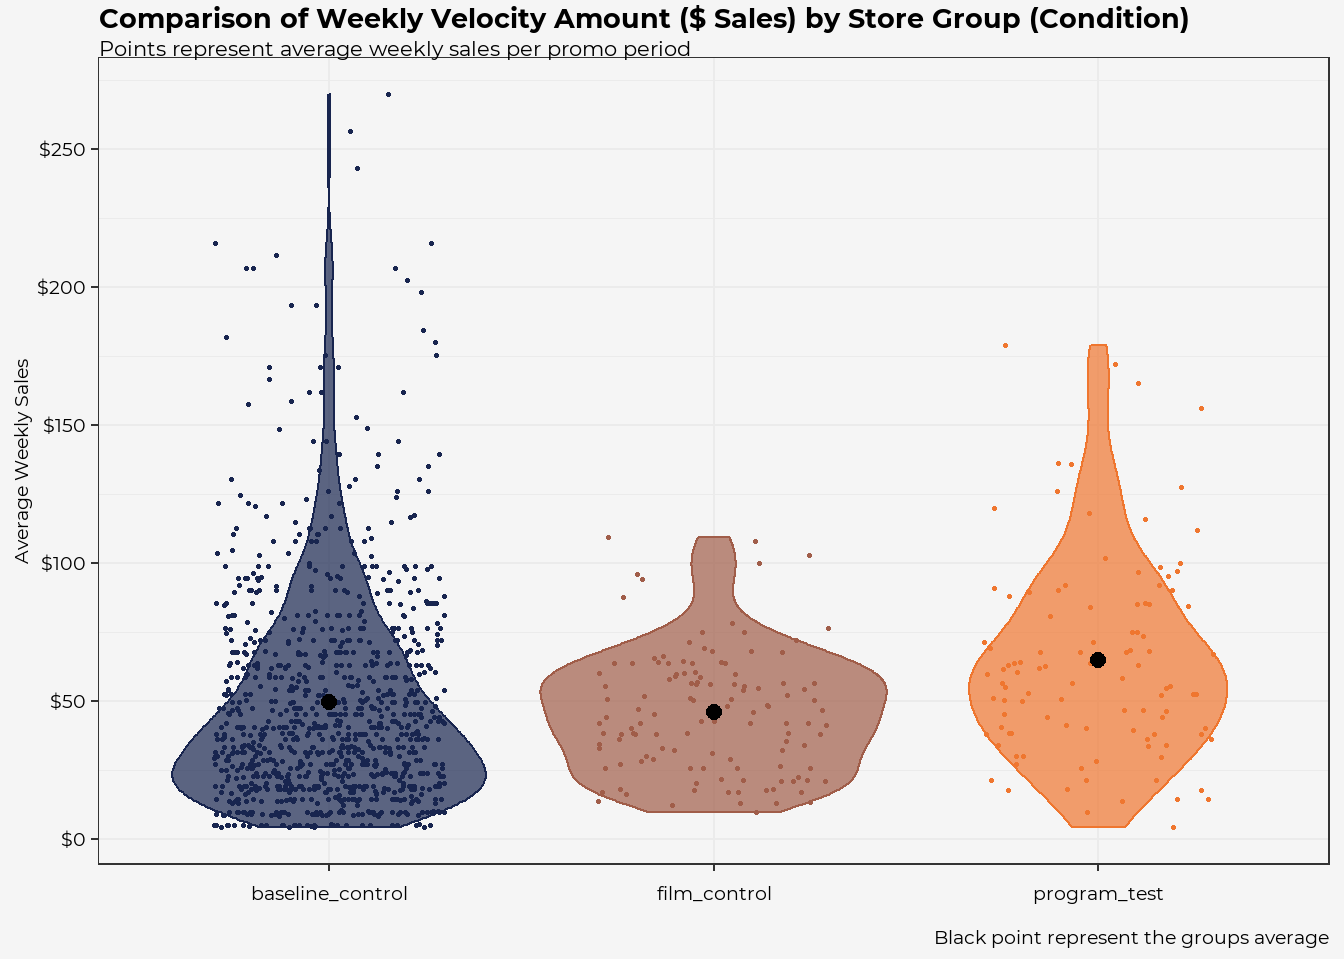 Comparison of Weekly Velocity Amount ($ Sales) by Store Group (Condition)
Points represent average weekly sales per promo period
$250
$200
$150
$100
$50
$0
Average Weekly Sales
baseline_control
film_control
program_test
Black point represent the groups average